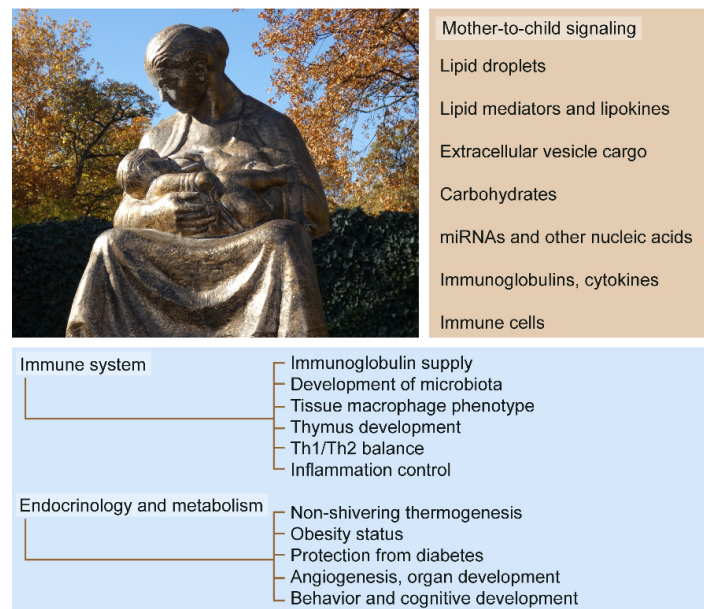 Mother-to-child signaling
Lipid droplets
Lipid mediators and lipokines
Extracellular vesicle cargo
Carbohydrates
miRNAs and other nucleic acids
Immunoglobulins, cytokines
Immune cells
Immune system
Immunoglobulin supply
Development of microbiota
Tissue macrophage phenotype
Thymus development
Th1/Th2 balance
Inflammation control
Endocrinology and metabolism
Non-shivering thermogenesis
Obesity status
Protection from diabetes
Angiogenesis, organ development
Behavior and cognitive development